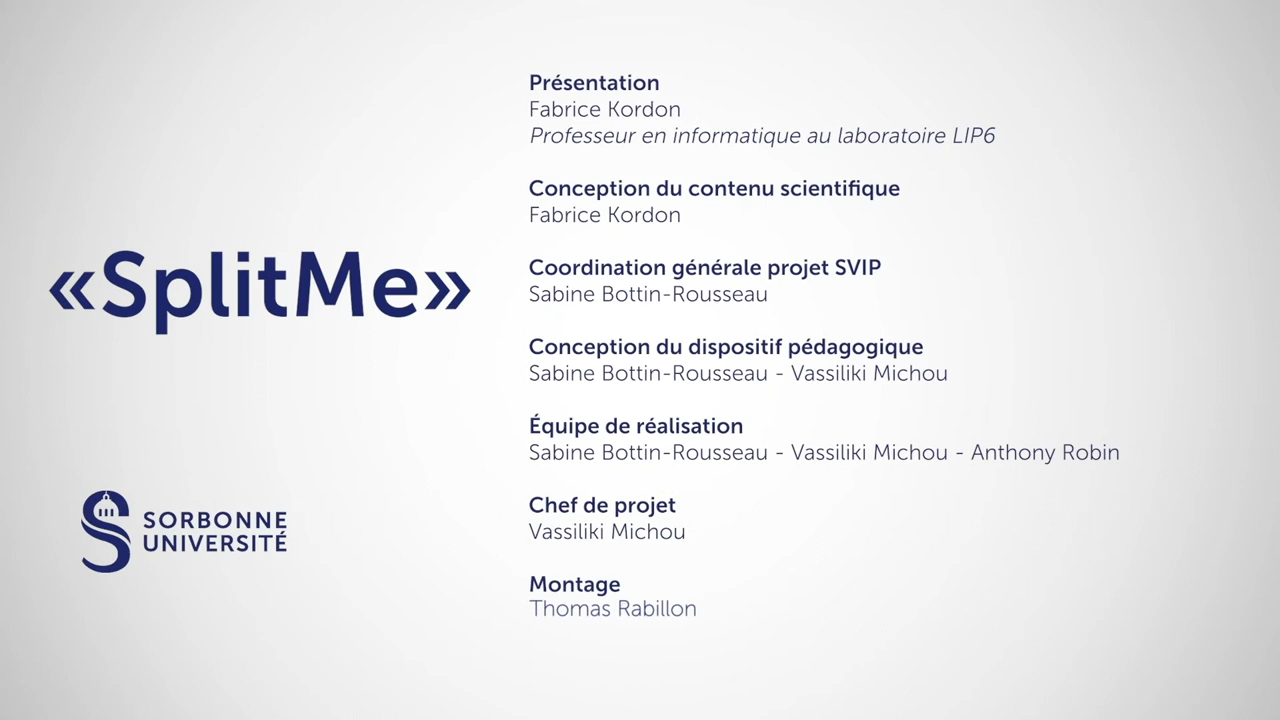 «SplitMe»
SORBONNE
UNIVERSITÉ
Présentation
Fabrice Kordon
Professeur en informatique au laboratoire LIP6
Conception du contenu scientifique
Fabrice Kordon
Coordination générale projet SVIP
Sabine Bottin-Rousseau
Conception du dispositif pédagogique
Sabine Bottin-Rousseau - Vassiliki Michou
Équipe de réalisation
Sabine Bottin-Rousseau - Vassiliki Michou - Anthony Robin
Chef de projet
Vassiliki Michou
Montage
Thomas Rabillon